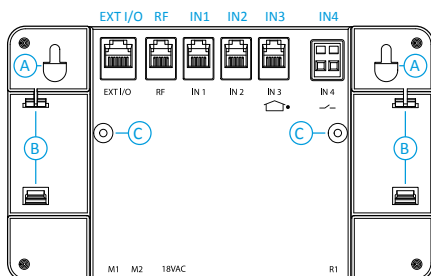 EXT I/O RF IN1 IN2 IN3 IN4
A A
EXT I/O RF IN 1 IN 2 IN 3 IN 4
C C
B B
M1 M2 18VAC R1